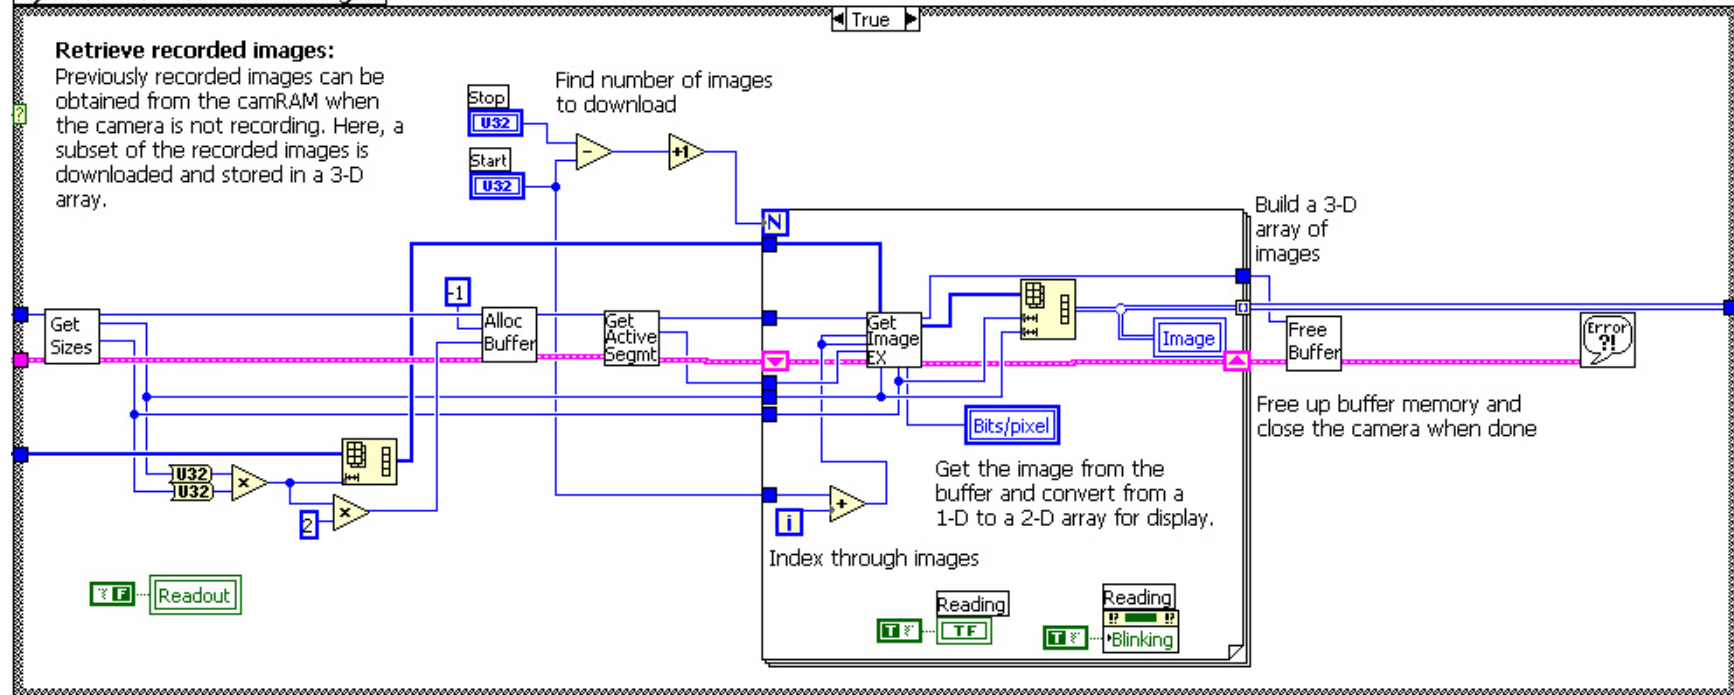 True
Retrieve recorded images:
Previously recorded images can be
obtained from the camRAM when
the camera is not recording. Here, a
subset of the recorded images is
downloaded and stored in a 3-D
array.
?
Find number of images
to download
Stop
U32
Start
U32
-
+1
N
Build a 3-D
array of
images
Get
Sizes
-1
Alloc
Buffer
Get
Active
Segmt
Get
Image
EX
Image
Free
Buffer
Error
?!
Free up buffer memory and
close the camera when done
Bits/pixel
U32
U32
x
2
x
+
i
Get the image from the
buffer and convert from a
1-D to a 2-D array for display.
Index through images
F
Readout
T
Reading
TF
T
Reading
!? !?
Blinking